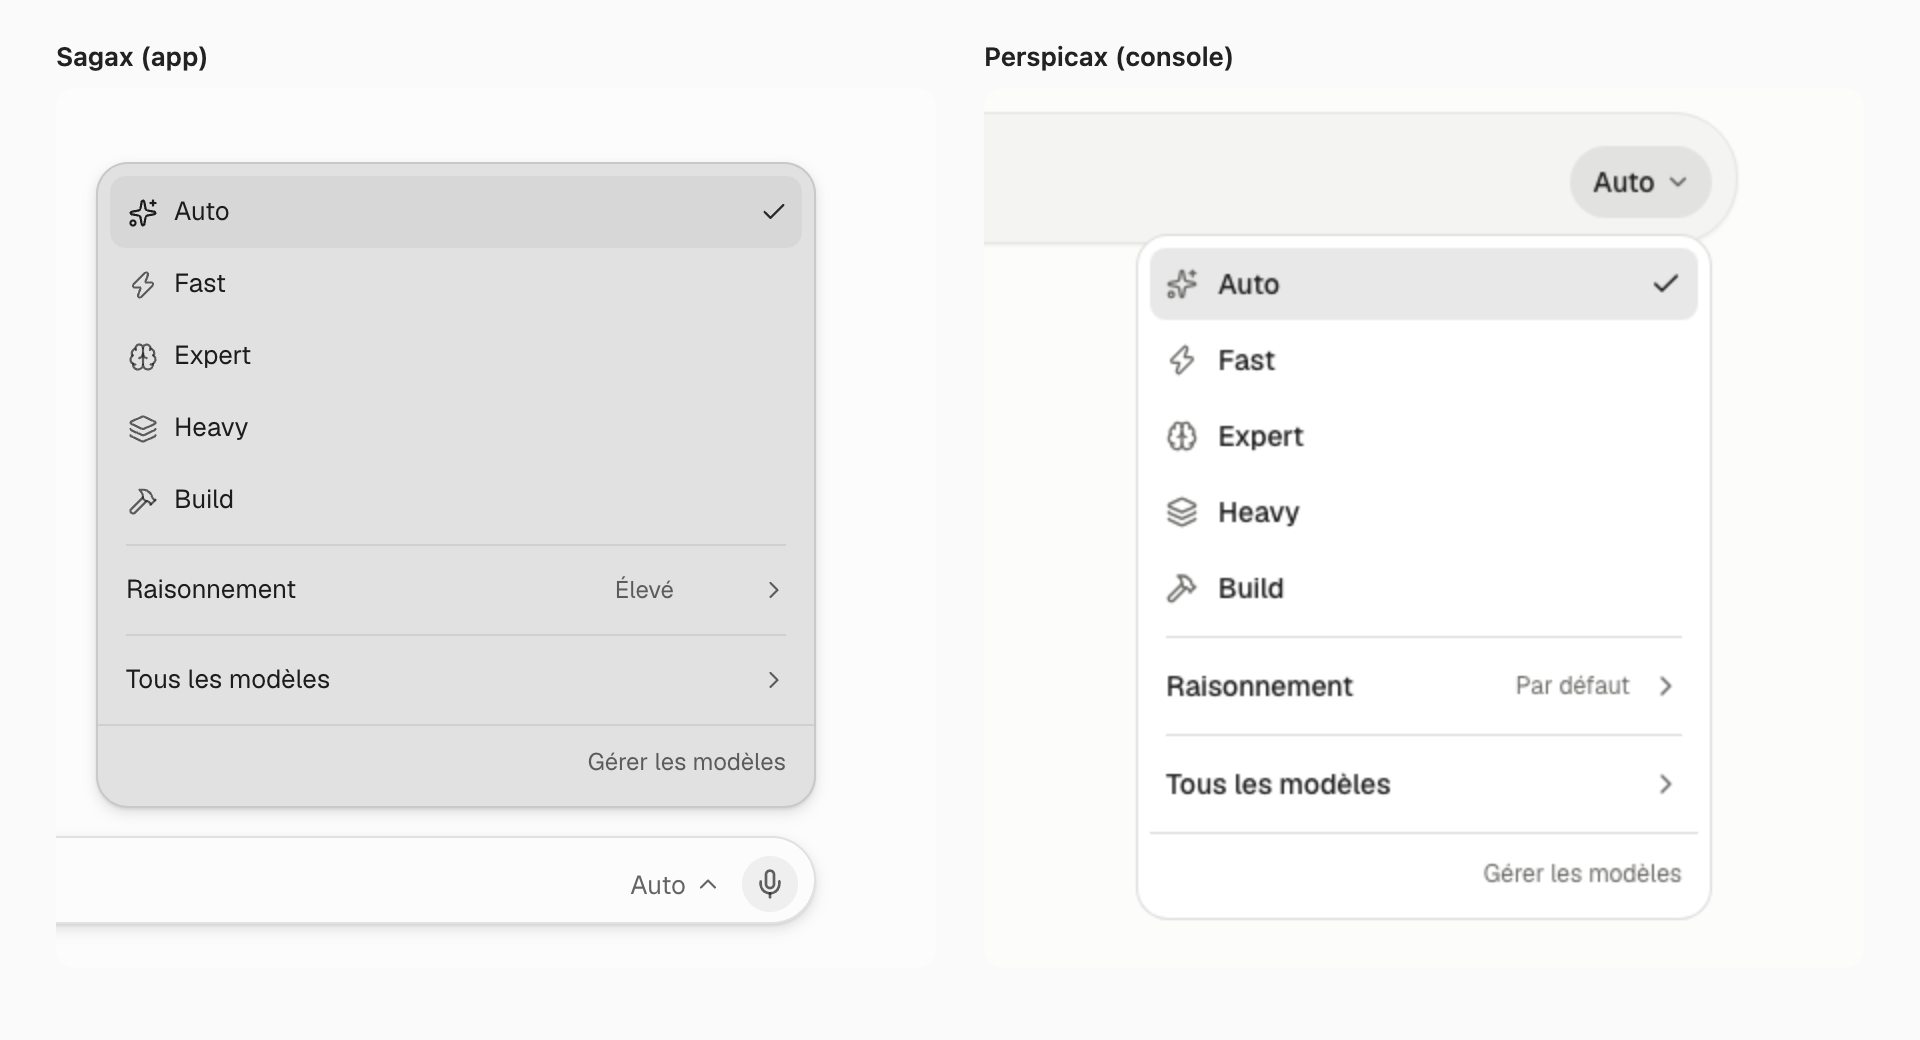 Sagax (app)
Auto
Fast
Expert
Heavy
Build
Raisonnement Élevé
Tous les modèles
Gérer les modèles
Auto
Perspicax (console)
Auto
Auto
Fast
Expert
Heavy
Build
Raisonnement Par défaut
Tous les modèles
Gérer les modèles